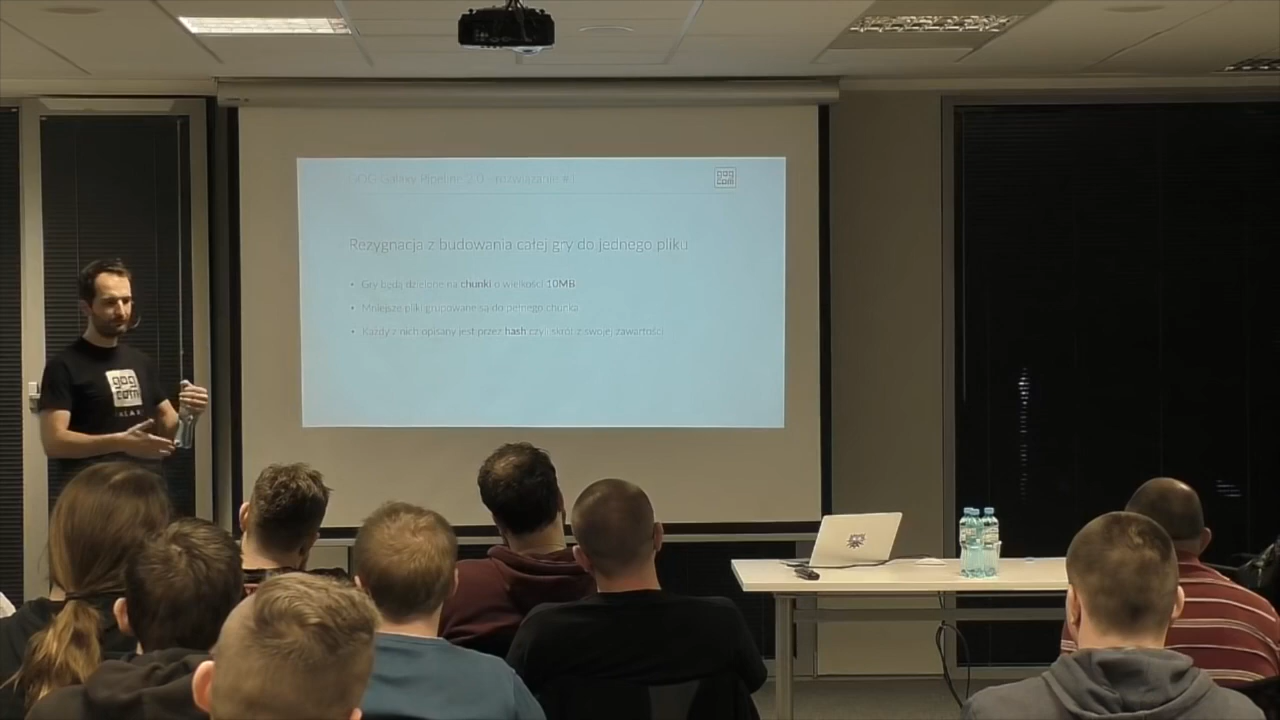 GOG Galaxy Pipeline 2.0 - rozwiązanie #1
gog
com
Rezygnacja z budowania całej gry do jednego pliku
• Gry będą dzielone na chunki o wielkości 10MB
• Mniejsze pliki grupowane są do pełnego chunka
• Każdy z nich opisany jest przez hash czyli skrót z swojej zawartości
gog
com